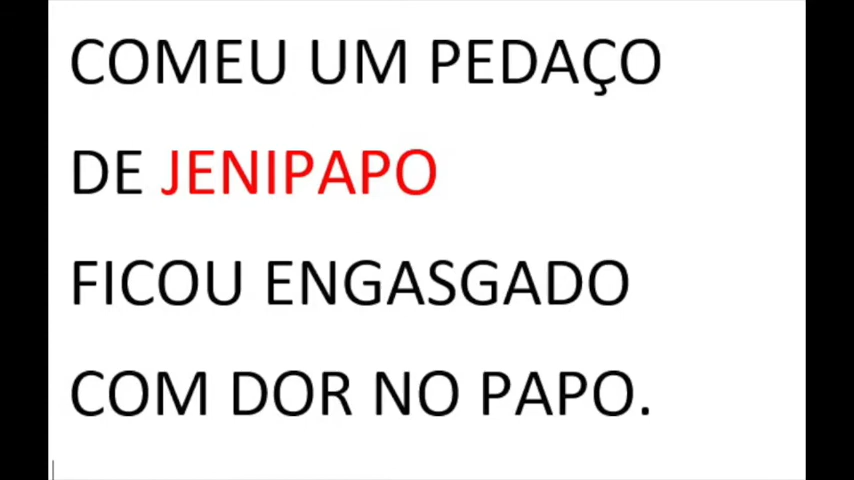 COMEU UM PEDAÇO
DE JENIPAPO
FICOU ENGASGADO
COM DOR NO PAPO.